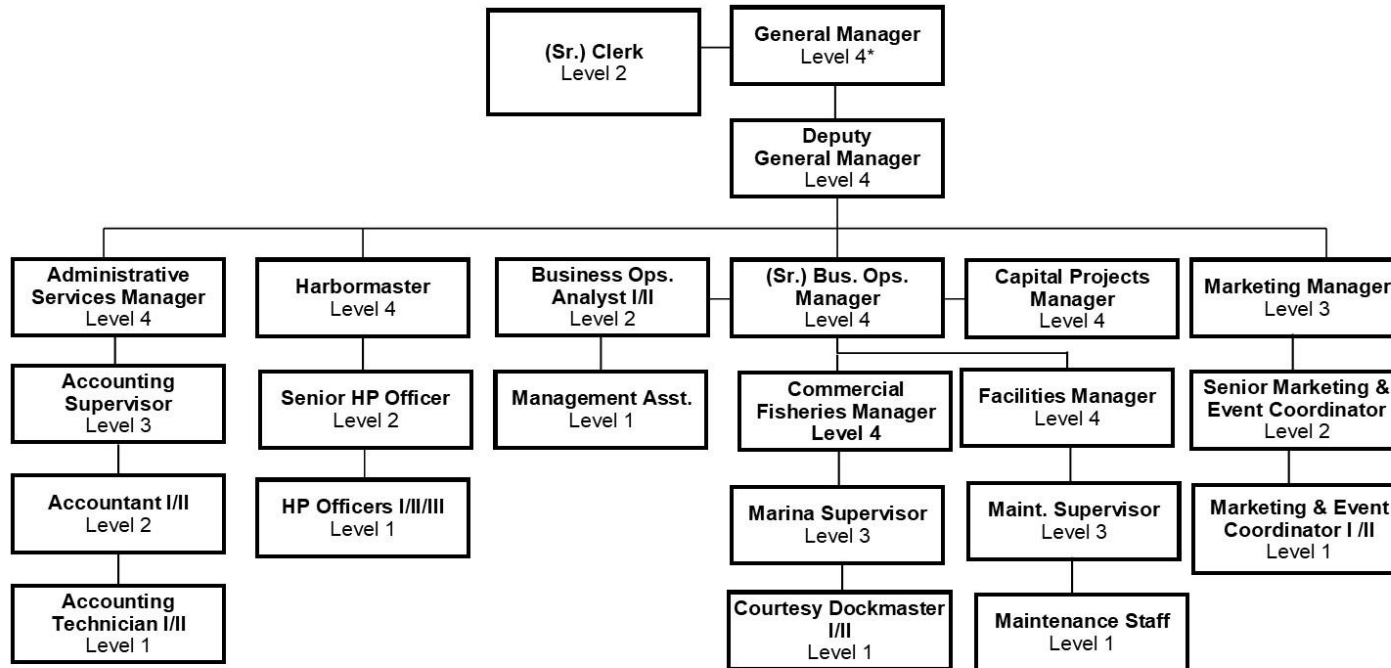 (Sr.) Clerk
Level 2
General Manager
Level 4*
Deputy
General Manager
Level 4
Administrative
Services Manager
Level 4
Harbormaster
Level 4
Business Ops.
Analyst I/II
Level 2
(Sr.) Bus. Ops.
Manager
Level 4
Capital Projects
Manager
Level 4
Marketing Manager
Level 3
Accounting
Supervisor
Level 3
Senior HP Officer
Level 2
Management Asst.
Level 1
Commercial
Fisheries Manager
Level 4
Facilities Manager
Level 4
Senior Marketing &
Event Coordinator
Level 2
Accountant I/II
Level 2
HP Officers I/II/III
Level 1
Marina Supervisor
Level 3
Maint. Supervisor
Level 3
Marketing & Event
Coordinator I /II
Level 1
Accounting
Technician I/II
Level 1
Courtesy Dockmaster
I/II
Level 1
Maintenance Staff
Level 1